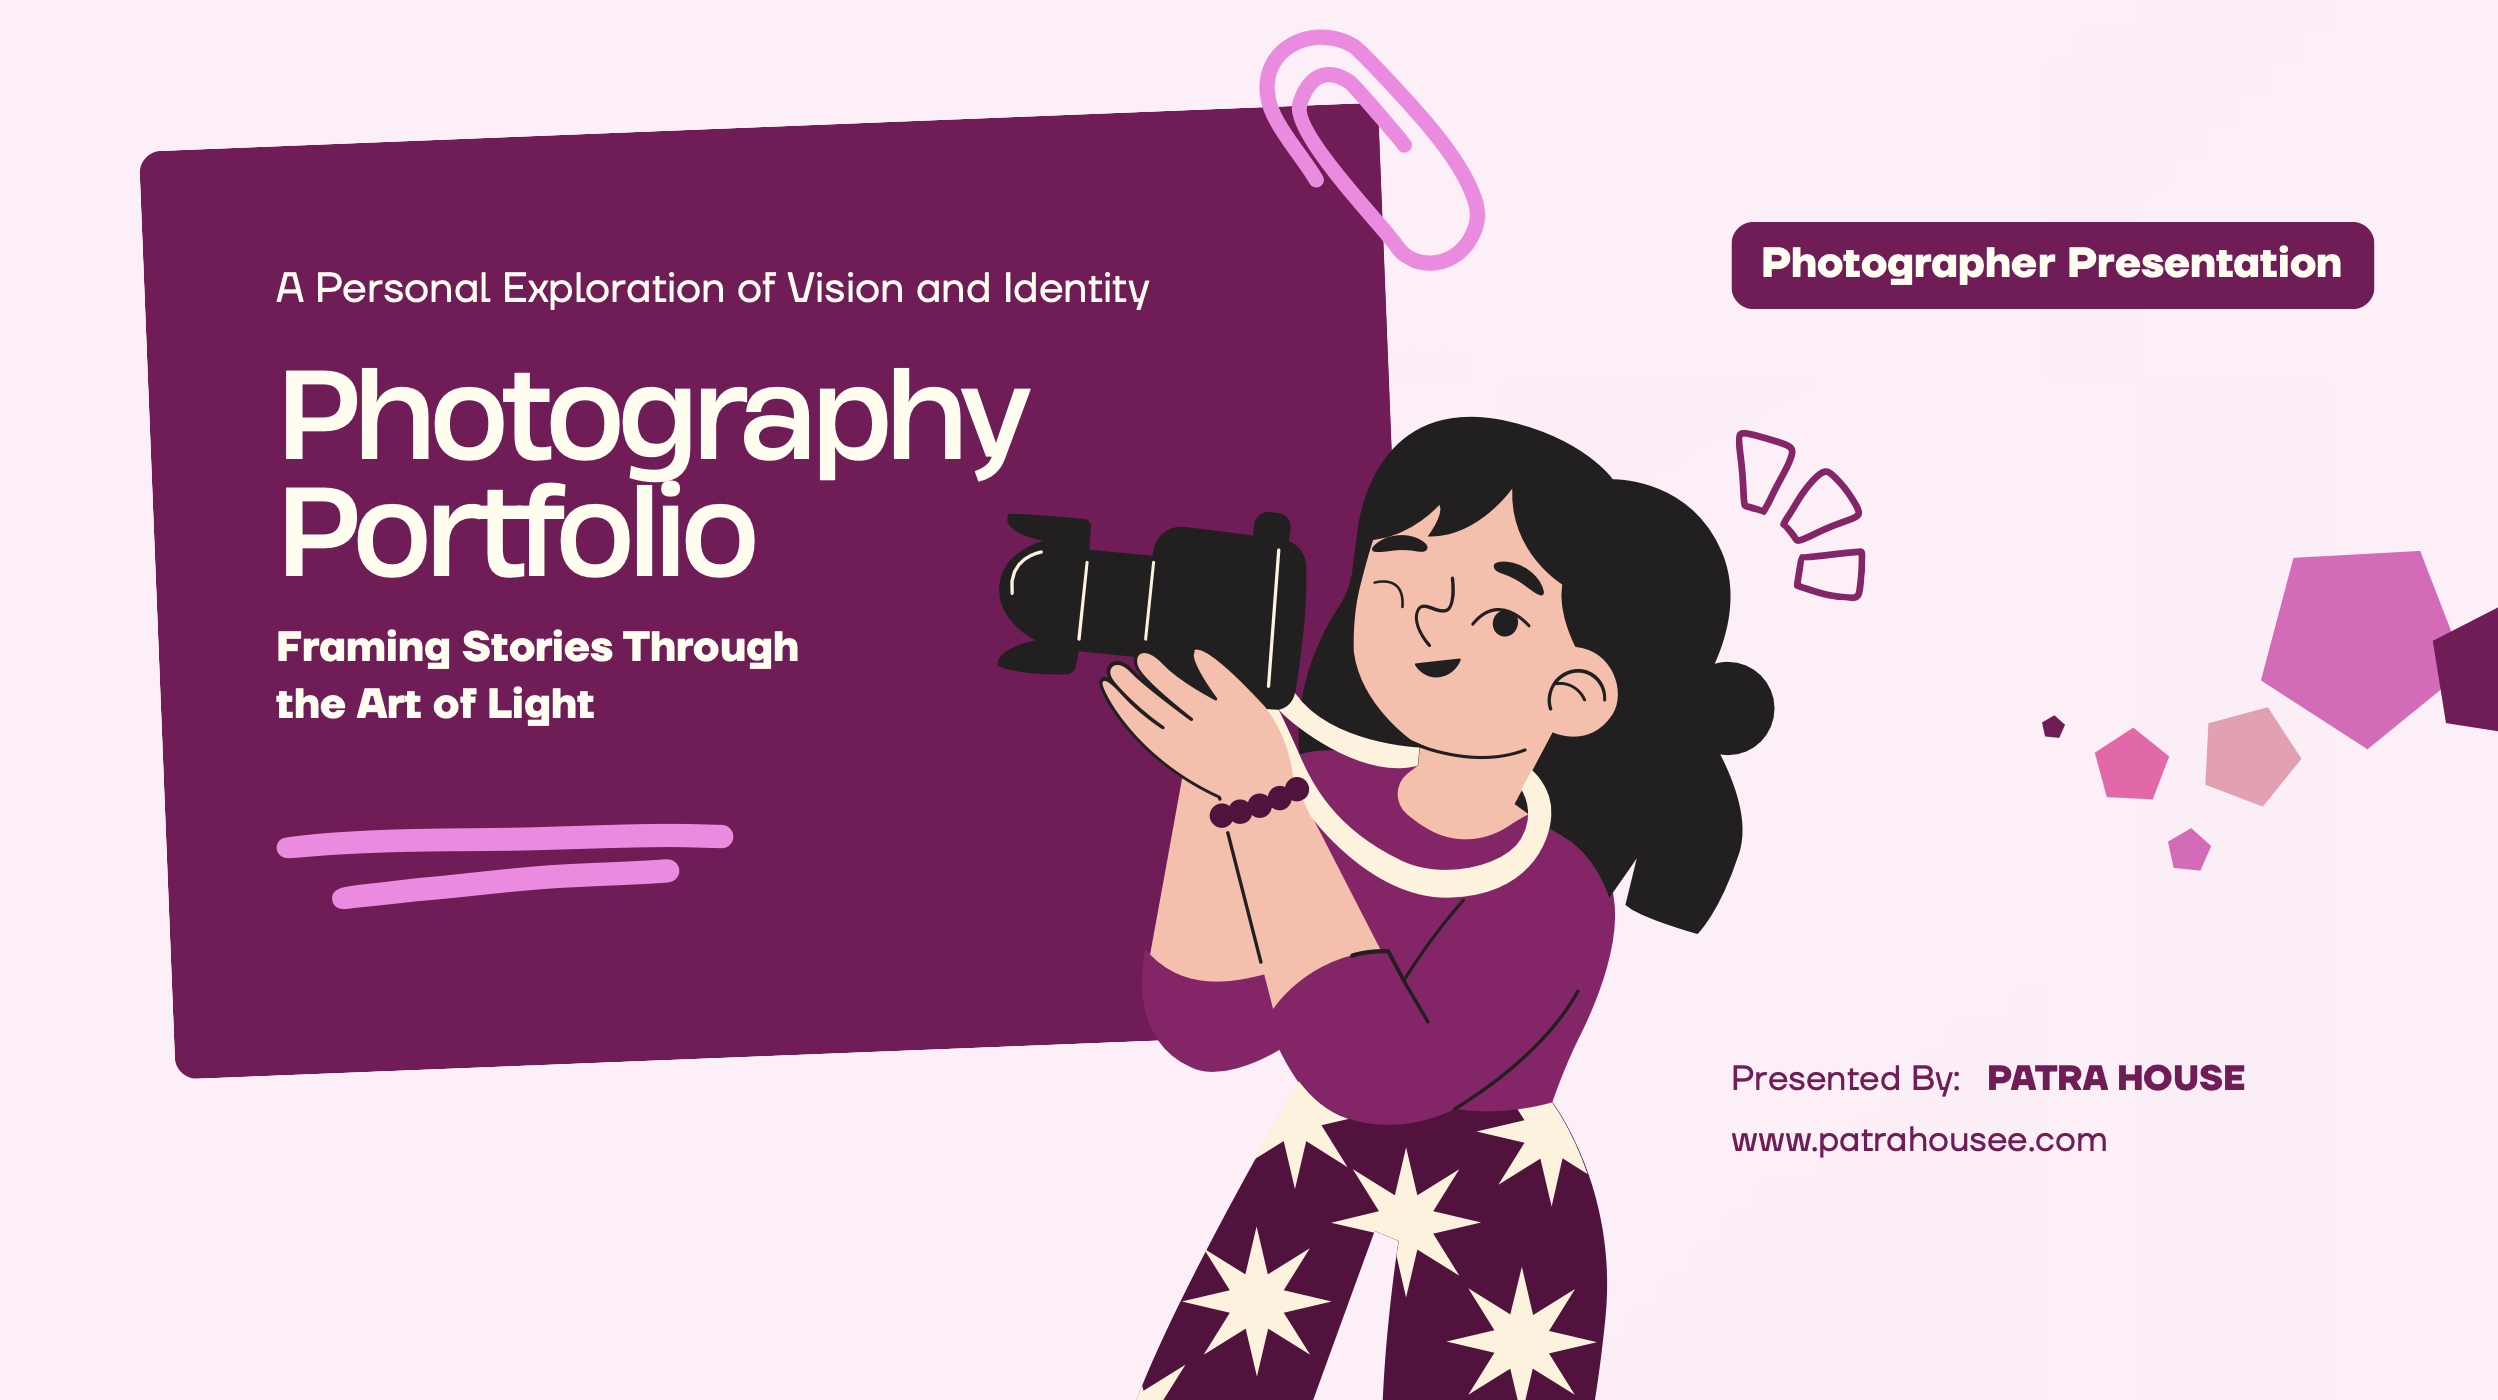 A Personal Exploration of Vision and Identity
Photography
Portfolio
Framing Stories Through
the Art of Light
Photographer Presentation
Presented By: PATRA HOUSE
www.patrahousee.com